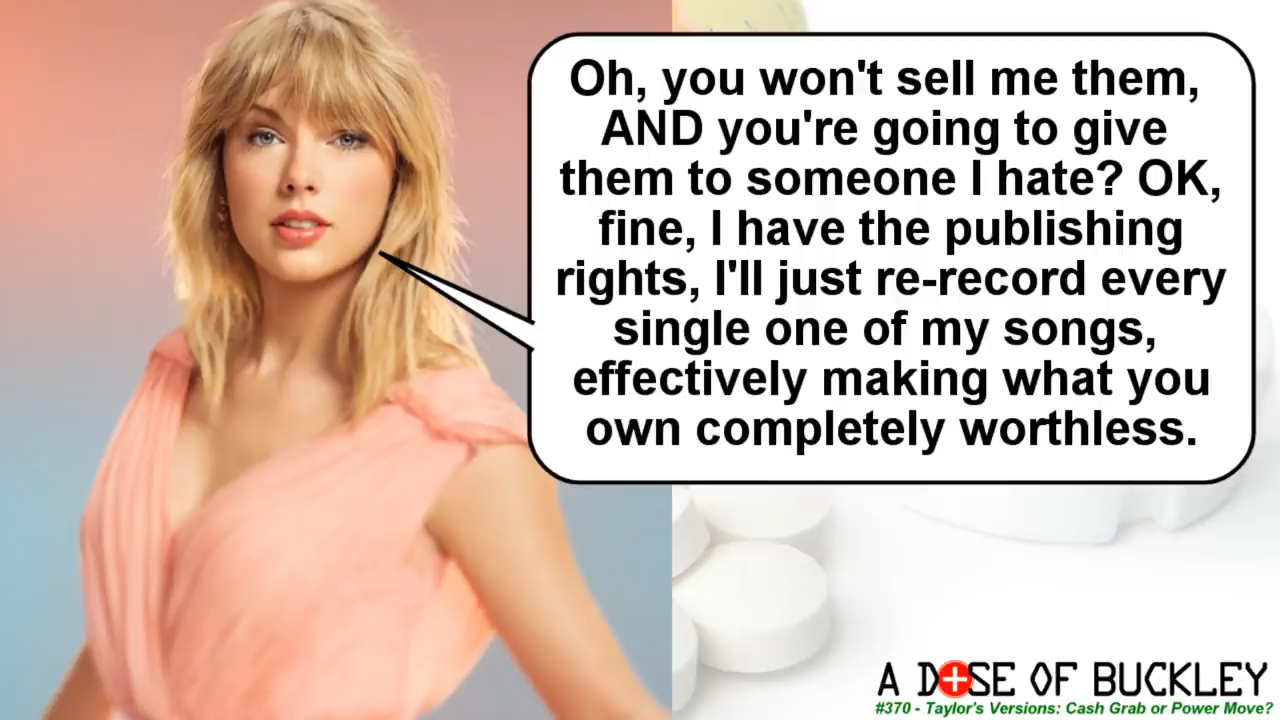 Oh, you won't sell me them,
AND you're going to give
them to someone I hate? OK,
fine, I have the publishing
rights, I'll just re-record every
single one of my songs,
effectively making what you
own completely worthless.
A DOSE OF BUCKLEY
#370 - Taylor's Versions: Cash Grab or Power Move?